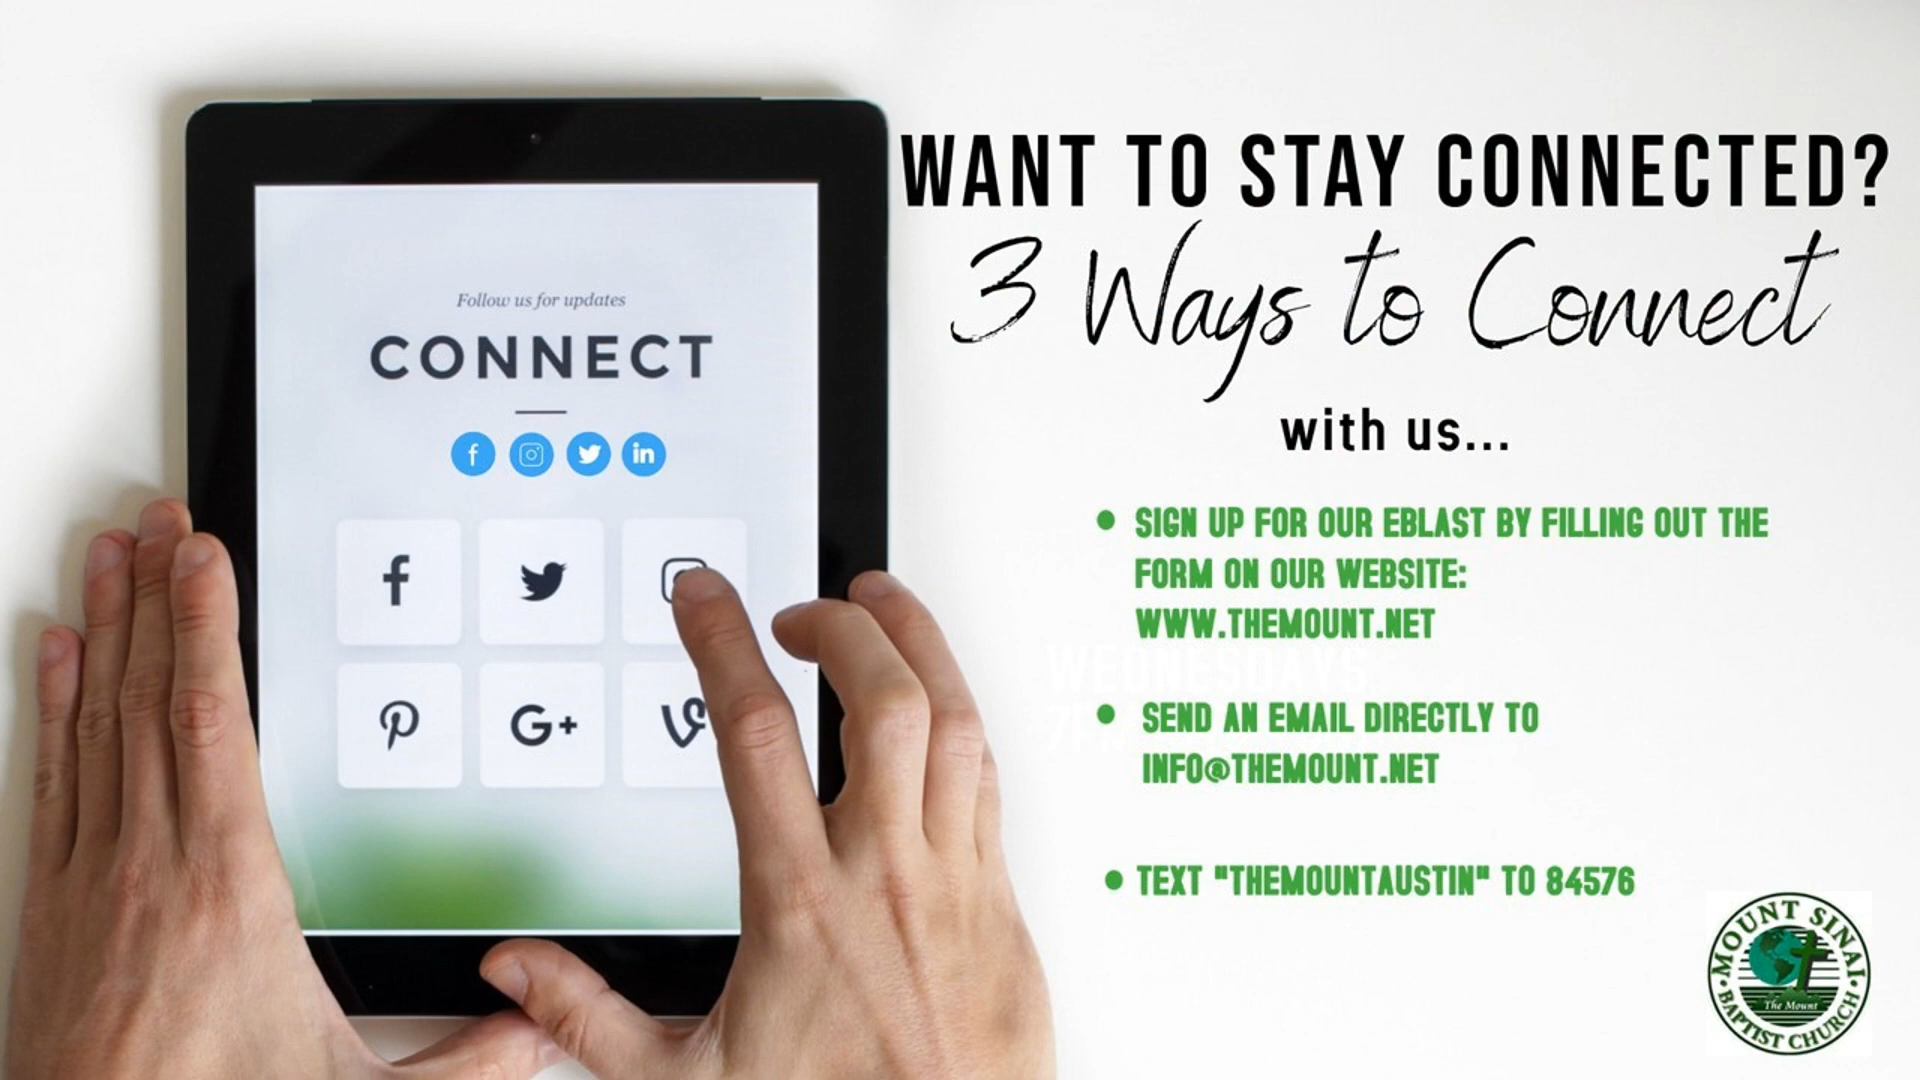 Follow us for updates
CONNECT
WANT TO STAY CONNECTED?
3 Ways to Connect
with us...
• SIGN UP FOR OUR EBLAST BY FILLING OUT THE
FORM ON OUR WEBSITE:
WWW.THEMOUNT.NET
WEDNESDAYS
• SEND AN EMAIL DIRECTLY TO
INFO@THEMOUNT.NET
• TEXT "THEMOUNTAUSTIN" TO 84576
MOUNT SINAI
The Mount
BAPTIST CHURCH